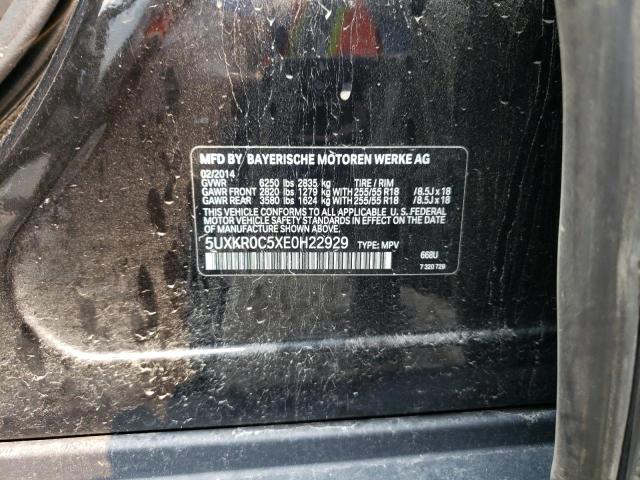 MFD BY BAYERISCHE MOTOREN WERKE AG
02/2014
GVWR 6250 lbs 2835 kg TIRE / RIM
GAWR FRONT 2820 lbs 1279 kg WITH 255/55 R18 /8.5J x 18
GAWR REAR 3580 lbs 1624 kg WITH 255/55 R18 /8.5J x 18
THIS VEHICLE CONFORMS TO ALL APPLICABLE U. S. FEDERAL
MOTOR VEHICLE SAFETY STANDARDS IN EFFECT ON THE DATE
OF MANUFACTURE SHOWN ABOVE.
5UXKR0C5XE0H22929 TYPE: MPV
668U
7 320 729